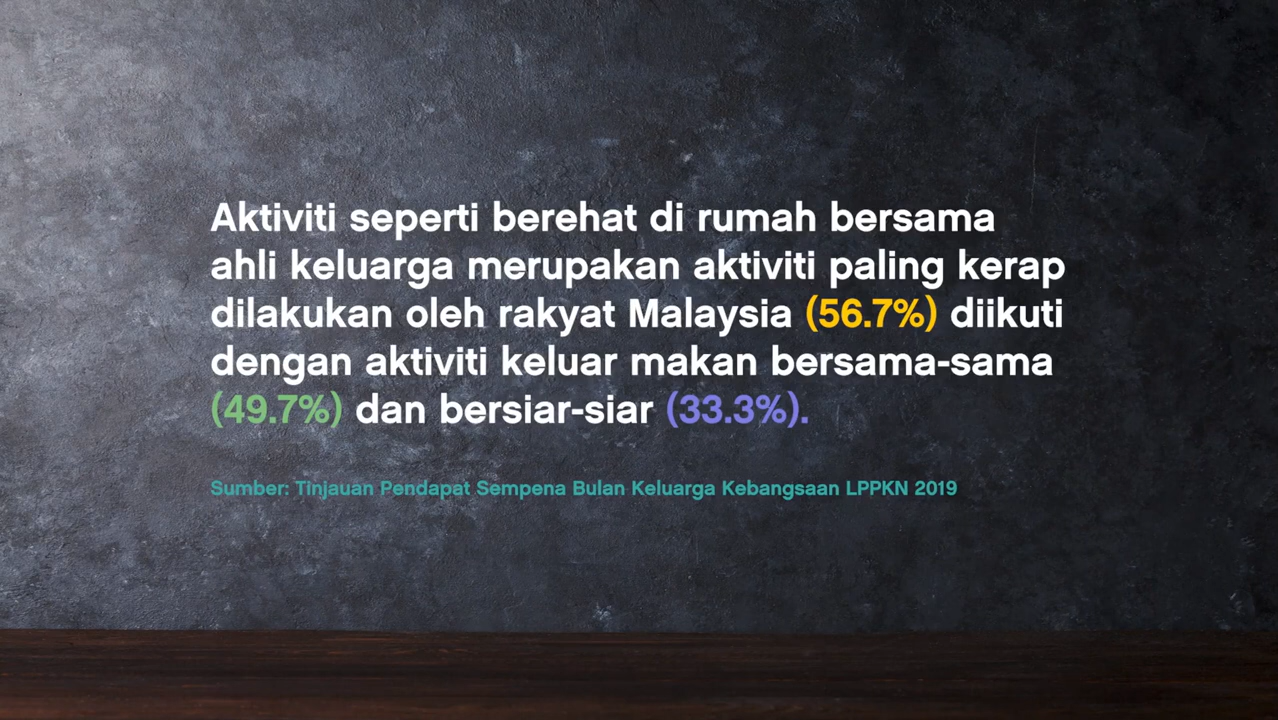 Aktiviti seperti berehat di rumah bersama
ahli keluarga merupakan aktiviti paling kerap
dilakukan oleh rakyat Malaysia (56.7%) diikuti
dengan aktiviti keluar makan bersama-sama
(49.7%) dan bersiar-siar (33.3%).
Sumber: Tinjauan Pendapat Sempena Bulan Keluarga Kebangsaan LPPKN 2019